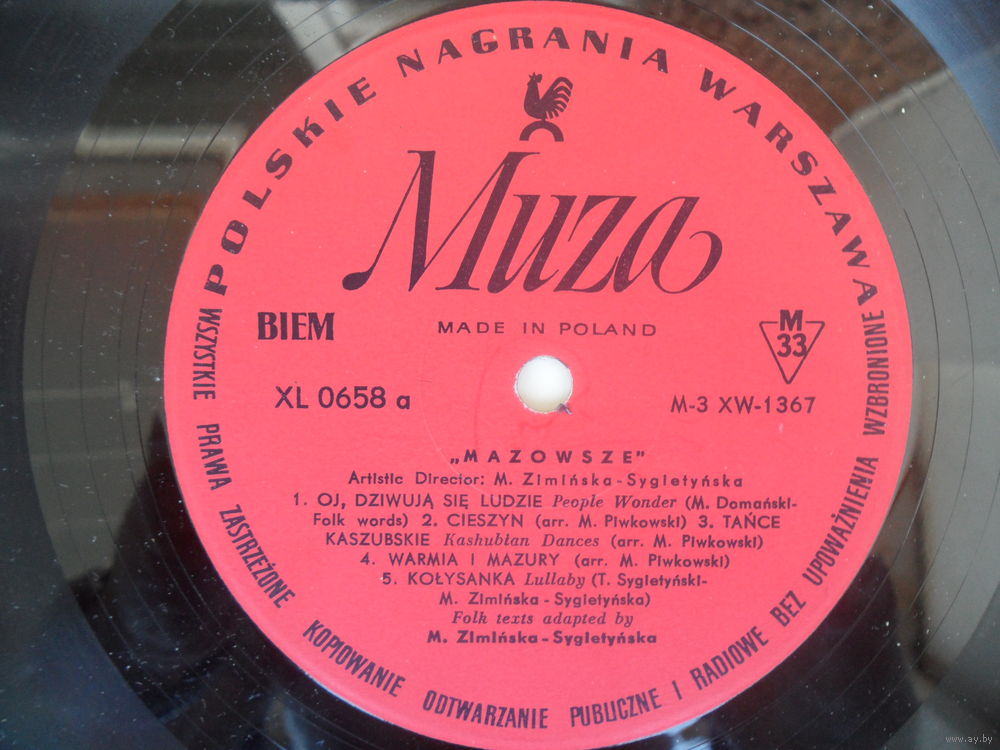 POLSKIE NAGRANIA WARSZAWA
Muza
BIEM
MADE IN POLAND
M
33
XL 0658 a
M-3 XW-1367
„MAZOWSZE”
Artistic Director: M. Zimińska-Sygietyńska
1. OJ, DZIWUJĄ SIĘ LUDZIE People Wonder (M. Domański-
Folk words) 2. CIESZYN (arr. M. Piwkowski) 3. TAŃCE
KASZUBSKIE Kashubian Dances (arr. M. Piwkowski)
4. WARMIA I MAZURY (arr. M. Piwkowski)
5. KOŁYSANKA Lullaby (T. Sygietyński-
M. Zimińska-Sygietyńska)
Folk texts adapted by
M. Zimińska-Sygietyńska
WSZYSTKIE PRAWA ZASTRZEŻONE KOPIOWANIE ODTWARZANIE PUBLICZNE I RADIOWE BEZ UPOWAŻNIENIA WZBRONIONE
www.ay.by